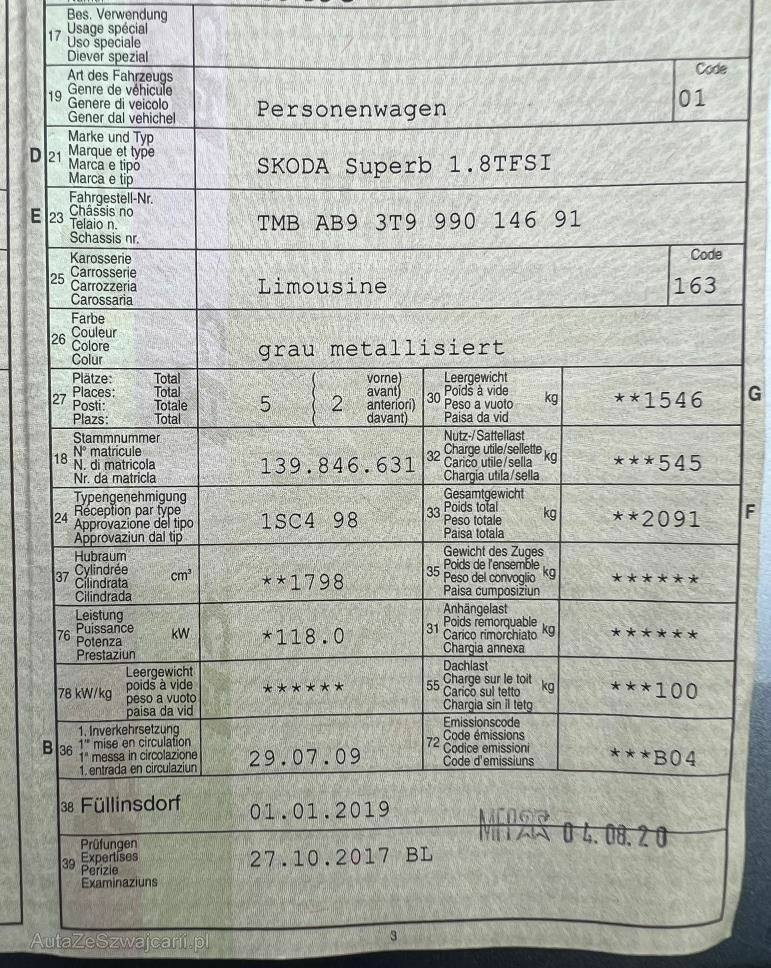 17 Bes. Verwendung
Usage spécial
Uso speciale
Diever spezial
19 Art des Fahrzeugs
Genre de véhicule
Genere di veicolo
Gener dal vehichel
Personenwagen
Code
01
D 21 Marke und Typ
Marque et type
Marca e tipo
Marca e tip
SKODA Superb 1.8TFSI
E 23 Fahrgestell-Nr.
Châssis no
Telaio n.
Schassis nr.
TMB AB9 3T9 990 146 91
25 Karosserie
Carrosserie
Carrozzeria
Carossaria
Limousine
Code
163
26 Farbe
Couleur
Colore
Colur
grau metallisiert
27 Plätze: Total
Places: Total
Posti: Totale
Plazs: Total
5 ( 2 vorne)
avant)
anteriori)
davant)
30 Leergewicht
Poids à vide
Peso a vuoto
Paisa da vid
kg
**1546
G
18 Stammnummer
N° matricule
N. di matricola
Nr. da matricla
139.846.631
32 Nutz-/Sattellast
Charge utile/sellette
Carico utile/sella
Chargia utila/sella
kg
***545
24 Typengenehmigung
Réception par type
Approvazione del tipo
Approvaziun dal tip
1SC4 98
33 Gesamtgewicht
Poids total
Peso totale
Paisa totala
kg
**2091
F
37 Hubraum
Cylindrée
Cilindrata
Cilindrada
cm³
**1798
35 Gewicht des Zuges
Poids de l'ensemble
Peso del convoglio
Paisa cumposiziun
kg
******
76 Leistung
Puissance
Potenza
Prestaziun
kW
*118.0
31 Anhängelast
Poids remorquable
Carico rimorchiato
Chargia annexa
kg
******
78 kW/kg Leergewicht
poids à vide
peso a vuoto
paisa da vid
******
55 Dachlast
Charge sur le toit
Carico sul tetto
Chargia sin il tetg
kg
***100
B 36 1. Inverkehrsetzung
1re mise en circulation
1a messa in circolazione
1. entrada en circulaziun
29.07.09
72 Emissionscode
Code émissions
Codice emissioni
Code d'emissiuns
***B04
38 Füllinsdorf
01.01.2019
04.08.20
39 Prüfungen
Expertises
Perizie
Examinaziuns
27.10.2017 BL
3
AutaZeSzwajcarii.pl